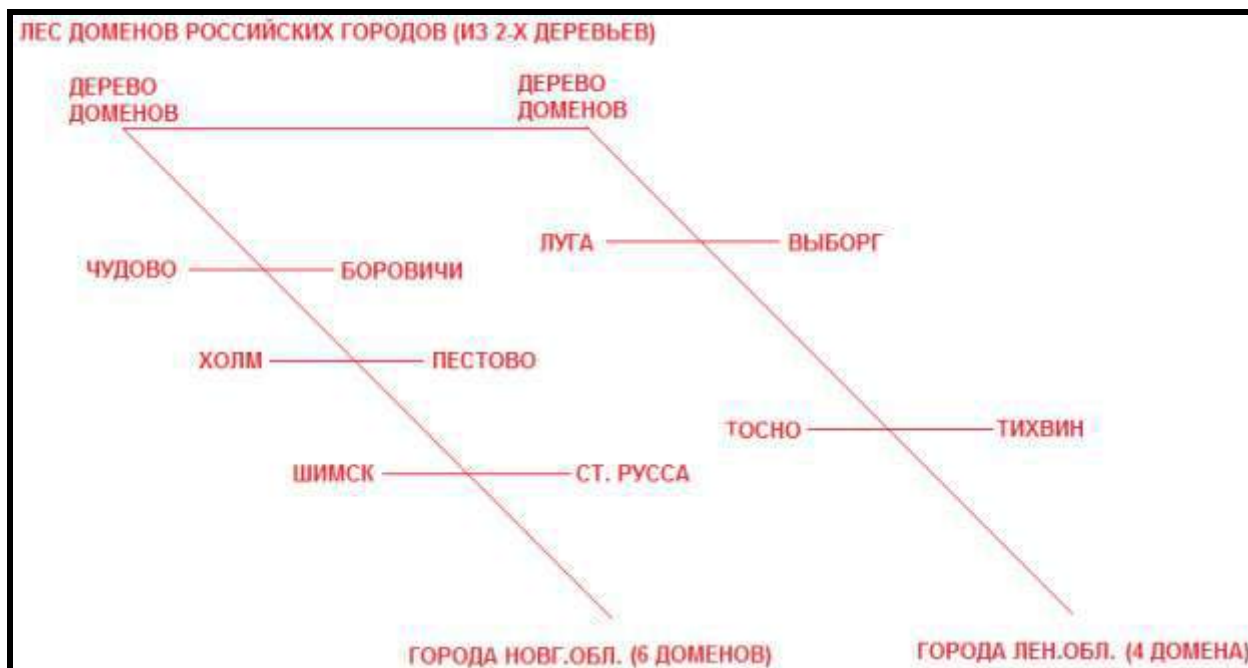 ЛЕС ДОМЕНОВ РОССИЙСКИХ ГОРОДОВ (ИЗ 2-Х ДЕРЕВЬЕВ)
ДЕРЕВО
ДОМЕНОВ
ДЕРЕВО
ДОМЕНОВ
ЛУГА
ВЫБОРГ
ЧУДОВО
БОРОВИЧИ
ХОЛМ
ПЕСТОВО
ТОСНО
ТИХВИН
ШИМСК
СТ. РУССА
ГОРОДА НОВГ.ОБЛ. (6 ДОМЕНОВ)
ГОРОДА ЛЕН.ОБЛ. (4 ДОМЕНА)